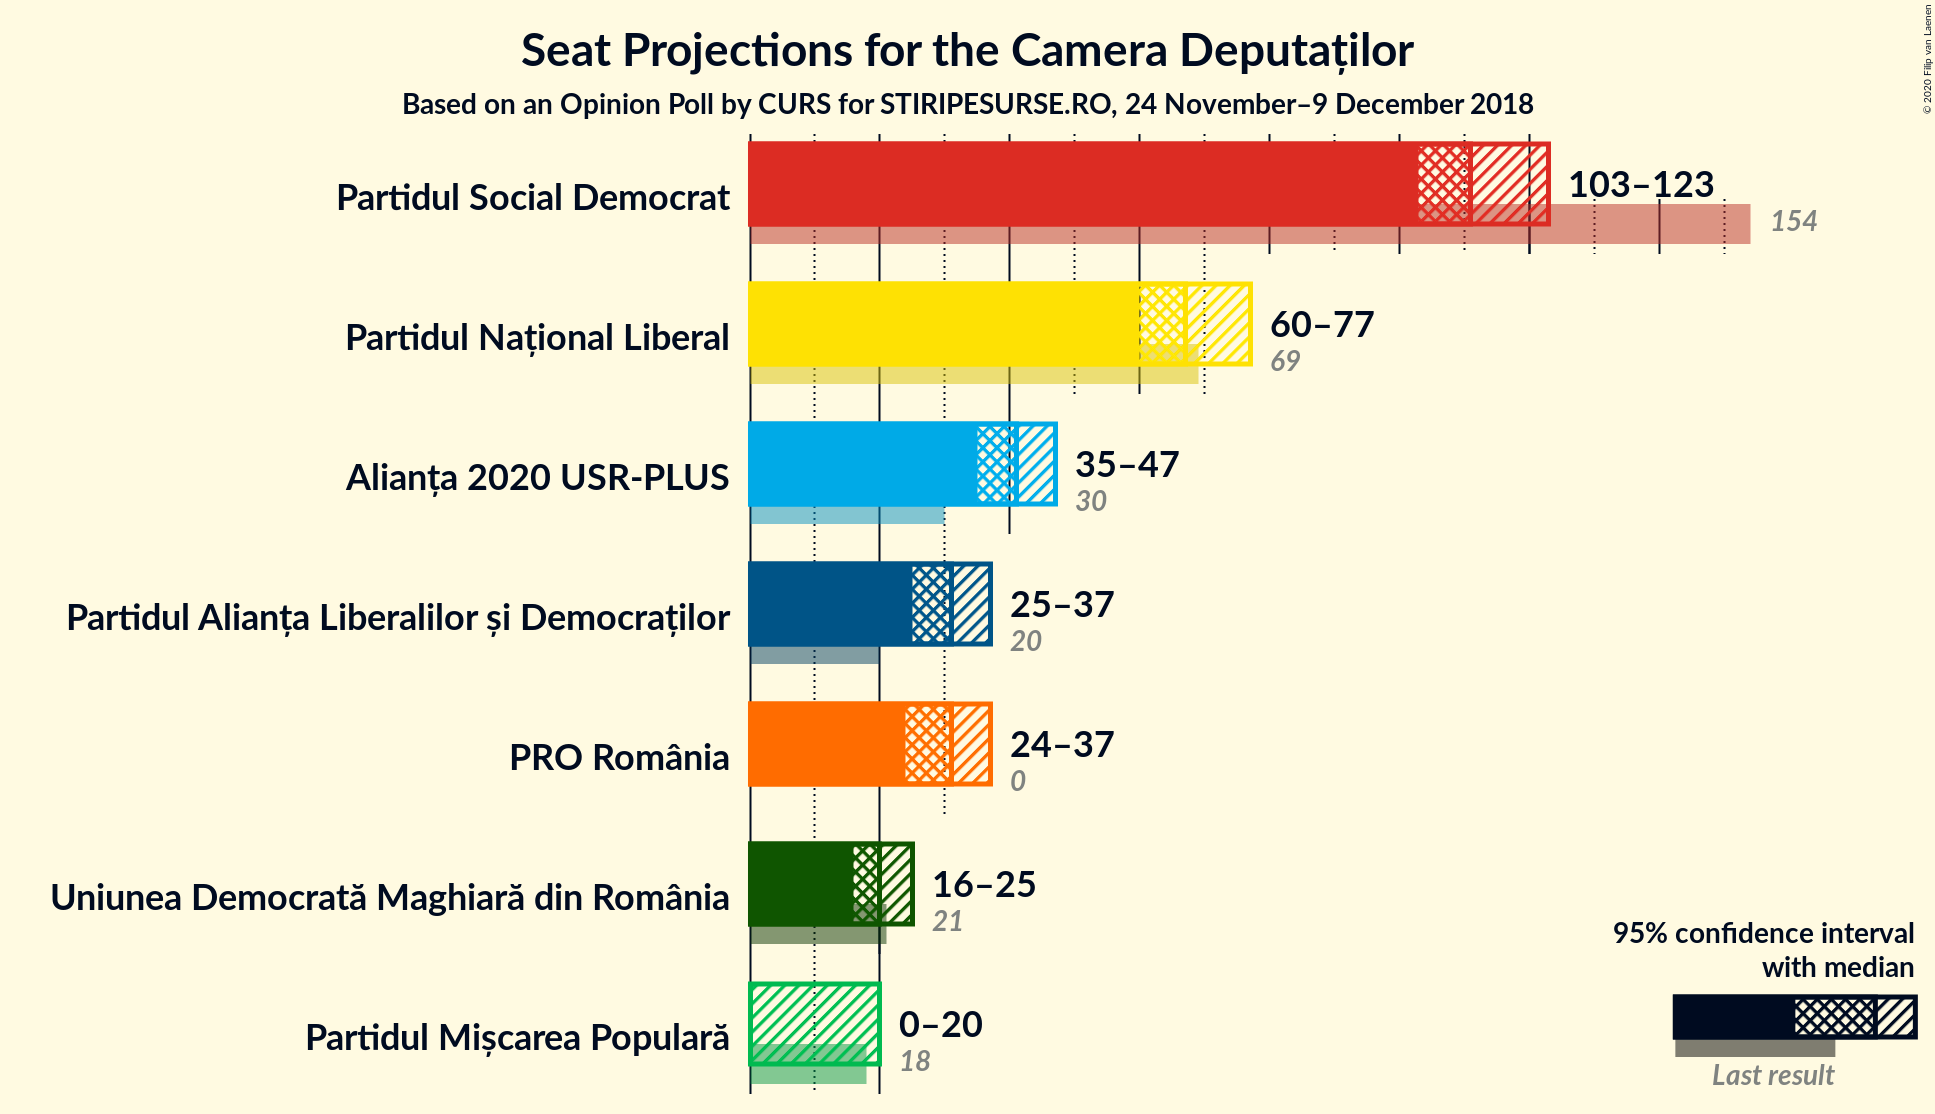 Seat Projections for the Camera Deputaților
Based on an Opinion Poll by CURS for STIRIPESURSE.RO, 24 November–9 December 2018
© 2020 Filip van Laenen
Partidul Social Democrat
103–123
154
Partidul Național Liberal
60–77
69
Alianța 2020 USR-PLUS
35–47
30
Partidul Alianța Liberalilor și Democraților
25–37
20
PRO România
24–37
0
Uniunea Democrată Maghiară din România
16–25
21
Partidul Mișcarea Populară
0–20
18
95% confidence interval
with median
Last result